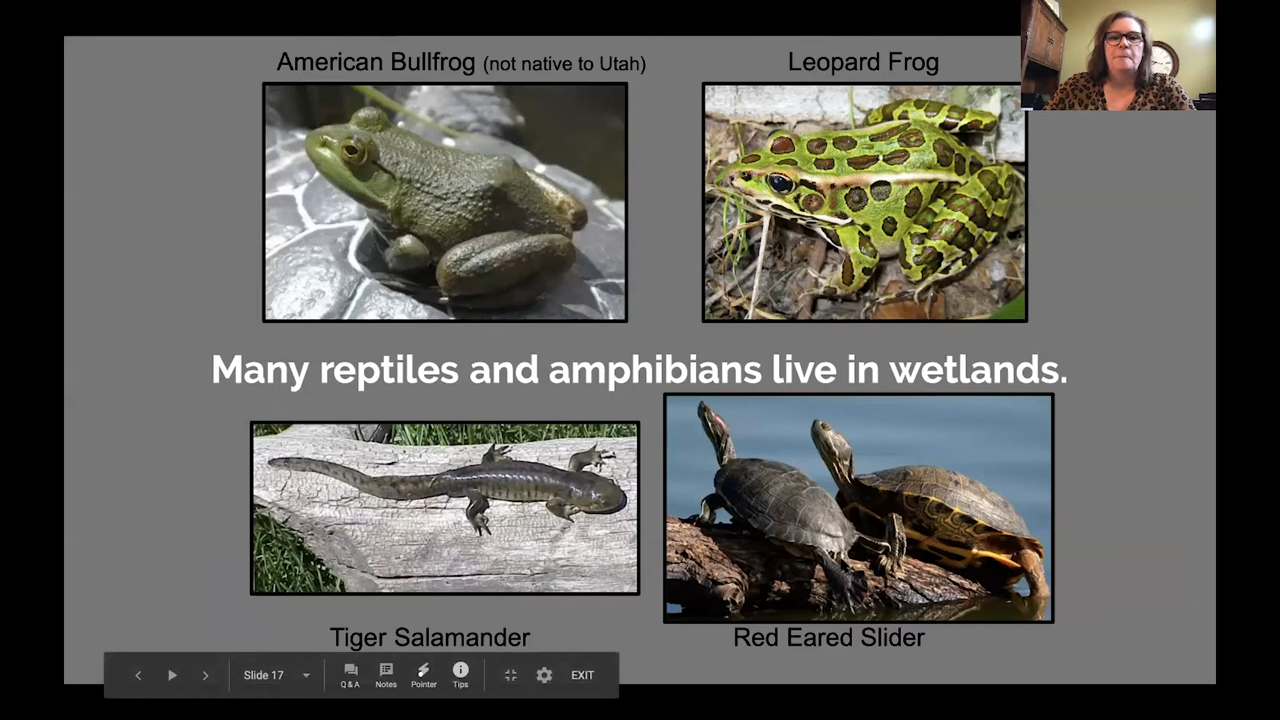 American Bullfrog (not native to Utah)
Leopard Frog
Many reptiles and amphibians live in wetlands.
Tiger Salamander
Red Eared Slider
Slide 17
Q & A
Notes
Pointer
Tips
EXIT